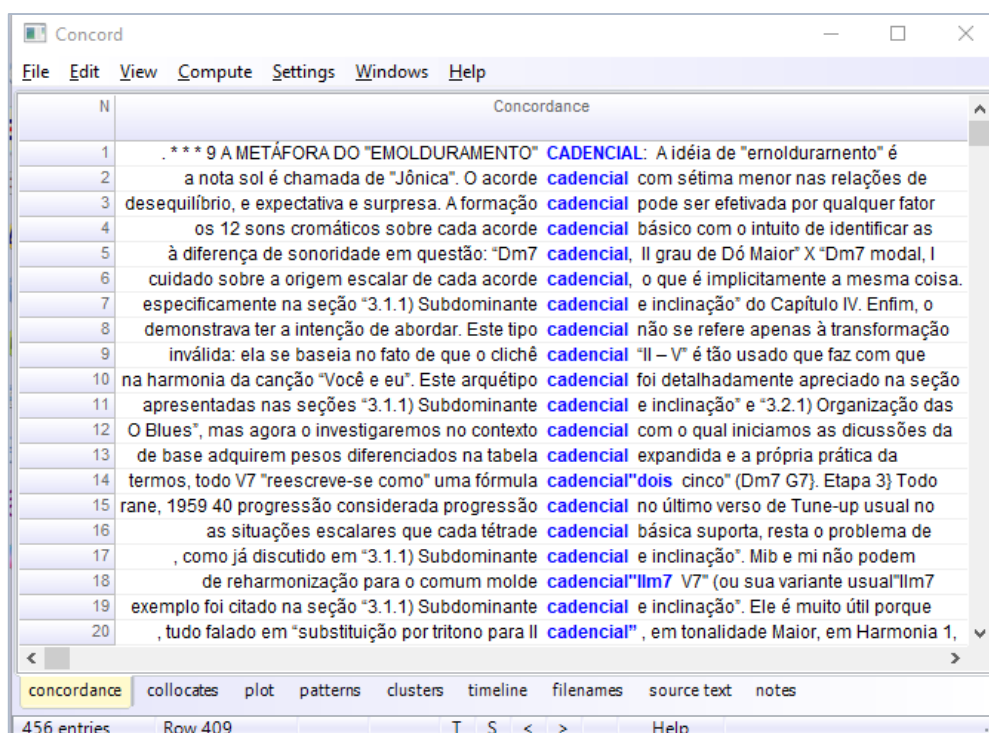 Concord
File Edit View Compute Settings Windows Help
N Concordance
1 . * * * 9 A METÁFORA DO "EMOLDURAMENTO" CADENCIAL: A idéia de "ernoldurarnento" é
2 a nota sol é chamada de "Jônica". O acorde cadencial com sétima menor nas relações de
3 desequilíbrio, e expectativa e surpresa. A formação cadencial pode ser efetivada por qualquer fator
4 os 12 sons cromáticos sobre cada acorde cadencial básico com o intuito de identificar as
5 à diferença de sonoridade em questão: “Dm7 cadencial, II grau de Dó Maior” X “Dm7 modal, I
6 cuidado sobre a origem escalar de cada acorde cadencial, o que é implicitamente a mesma coisa.
7 especificamente na seção “3.1.1) Subdominante cadencial e inclinação” do Capítulo IV. Enfim, o
8 demonstrava ter a intenção de abordar. Este tipo cadencial não se refere apenas à transformação
9 inválida: ela se baseia no fato de que o clichê cadencial “II – V” é tão usado que faz com que
10 na harmonia da canção “Você e eu”. Este arquétipo cadencial foi detalhadamente apreciado na seção
11 apresentadas nas seções “3.1.1) Subdominante cadencial e inclinação” e “3.2.1) Organização das
12 O Blues”, mas agora o investigaremos no contexto cadencial com o qual iniciamos as dicussões da
13 de base adquirem pesos diferenciados na tabela cadencial expandida e a própria prática da
14 termos, todo V7 "reescreve-se como" uma fórmula cadencial"dois cinco" (Dm7 G7}. Etapa 3} Todo
15 rane, 1959 40 progressão considerada progressão cadencial no último verso de Tune-up usual no
16 as situações escalares que cada tétrade cadencial básica suporta, resta o problema de
17 , como já discutido em “3.1.1) Subdominante cadencial e inclinação”. Mib e mi não podem
18 de reharmonização para o comum molde cadencial"IIm7 V7" (ou sua variante usual"IIm7
19 exemplo foi citado na seção “3.1.1) Subdominante cadencial e inclinação”. Ele é muito útil porque
20 , tudo falado em “substituição por tritono para II cadencial” , em tonalidade Maior, em Harmonia 1,
concordance collocates plot patterns clusters timeline filenames source text notes
456 entries Row 409 T S < > Help